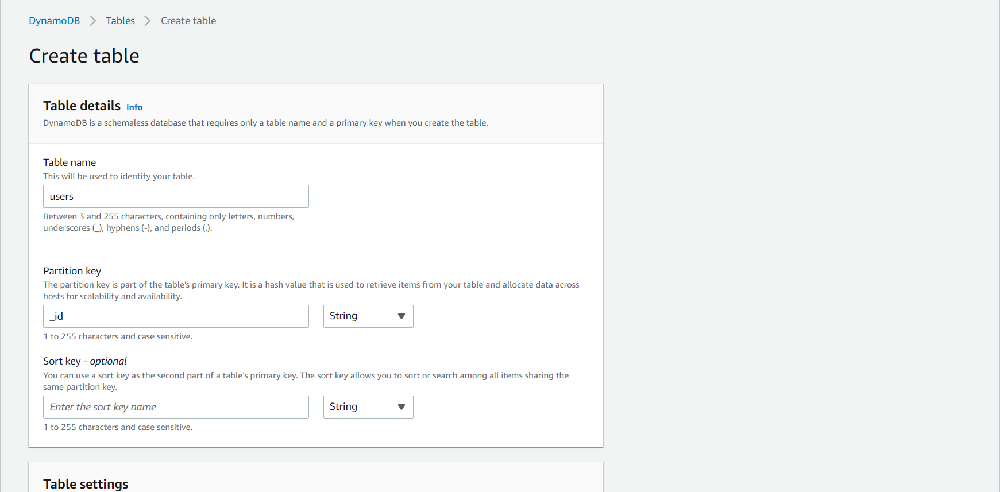 DynamoDB > Tables > Create table
Create table
Table details Info
DynamoDB is a schemaless database that requires only a table name and a primary key when you create the table.
Table name
This will be used to identify your table.
users
Between 3 and 255 characters, containing only letters, numbers,
underscores (_), hyphens (-), and periods (.).
Partition key
The partition key is part of the table's primary key. It is a hash value that is used to retrieve items from your table and allocate data across
hosts for scalability and availability.
_id String
1 to 255 characters and case sensitive.
Sort key - optional
You can use a sort key as the second part of a table's primary key. The sort key allows you to sort or search among all items sharing the
same partition key.
Enter the sort key name String
1 to 255 characters and case sensitive.
Table settings